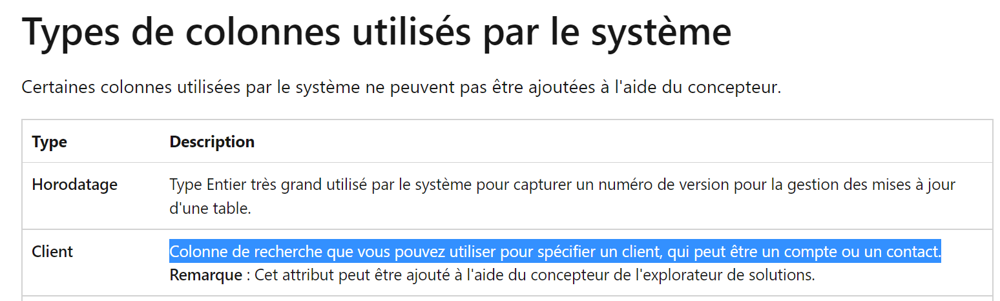 Types de colonnes utilisés par le système
Certaines colonnes utilisées par le système ne peuvent pas être ajoutées à l'aide du concepteur.
Type Description
Horodatage Type Entier très grand utilisé par le système pour capturer un numéro de version pour la gestion des mises à jour
d'une table.
Client Colonne de recherche que vous pouvez utiliser pour spécifier un client, qui peut être un compte ou un contact.
Remarque : Cet attribut peut être ajouté à l'aide du concepteur de l'explorateur de solutions.